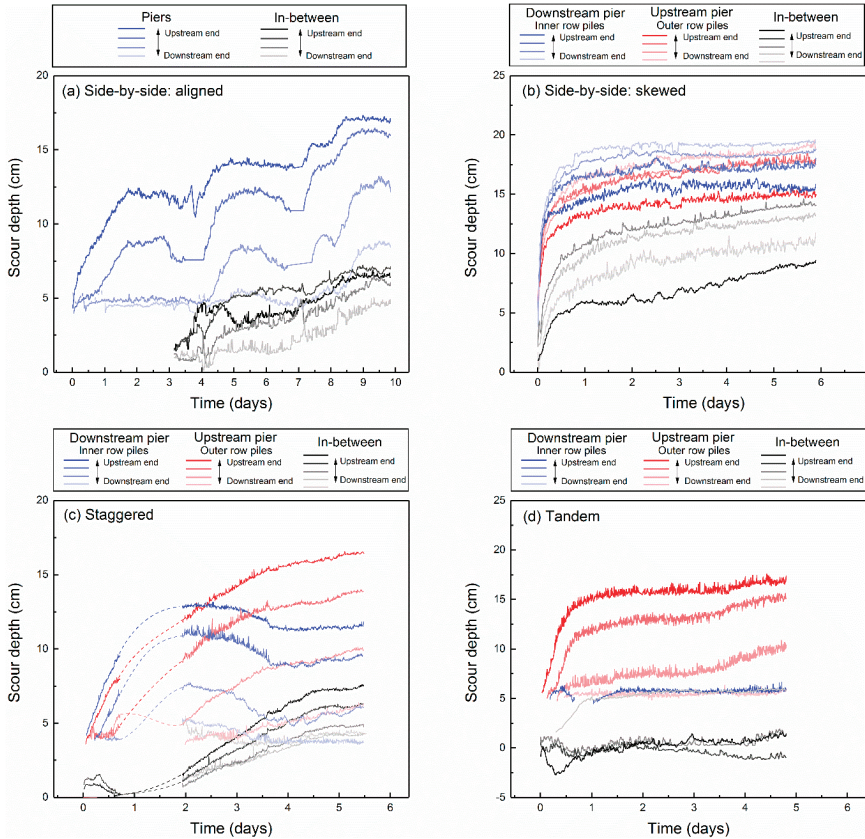 Piers In-between
Upstream end Upstream end
Downstream end Downstream end
(a) Side-by-side: aligned
Scour depth (cm)
25
20
15
10
5
0
0 1 2 3 4 5 6 7 8 9 10
Time (days)
Downstream pier Upstream pier In-between
Inner row piles Outer row piles
Upstream end Upstream end Upstream end
Downstream end Downstream end Downstream end
(b) Side-by-side: skewed
Scour depth (cm)
25
20
15
10
5
0
0 1 2 3 4 5 6
Time (days)
Downstream pier Upstream pier In-between
Inner row piles Outer row piles
Upstream end Upstream end Upstream end
Downstream end Downstream end Downstream end
(c) Staggered
Scour depth (cm)
20
15
10
5
0
0 1 2 3 4 5 6
Time (days)
Downstream pier Upstream pier In-between
Inner row piles Outer row piles
Upstream end Upstream end Upstream end
Downstream end Downstream end Downstream end
(d) Tandem
Scour depth (cm)
25
20
15
10
5
0
-5
0 1 2 3 4 5 6
Time (days)